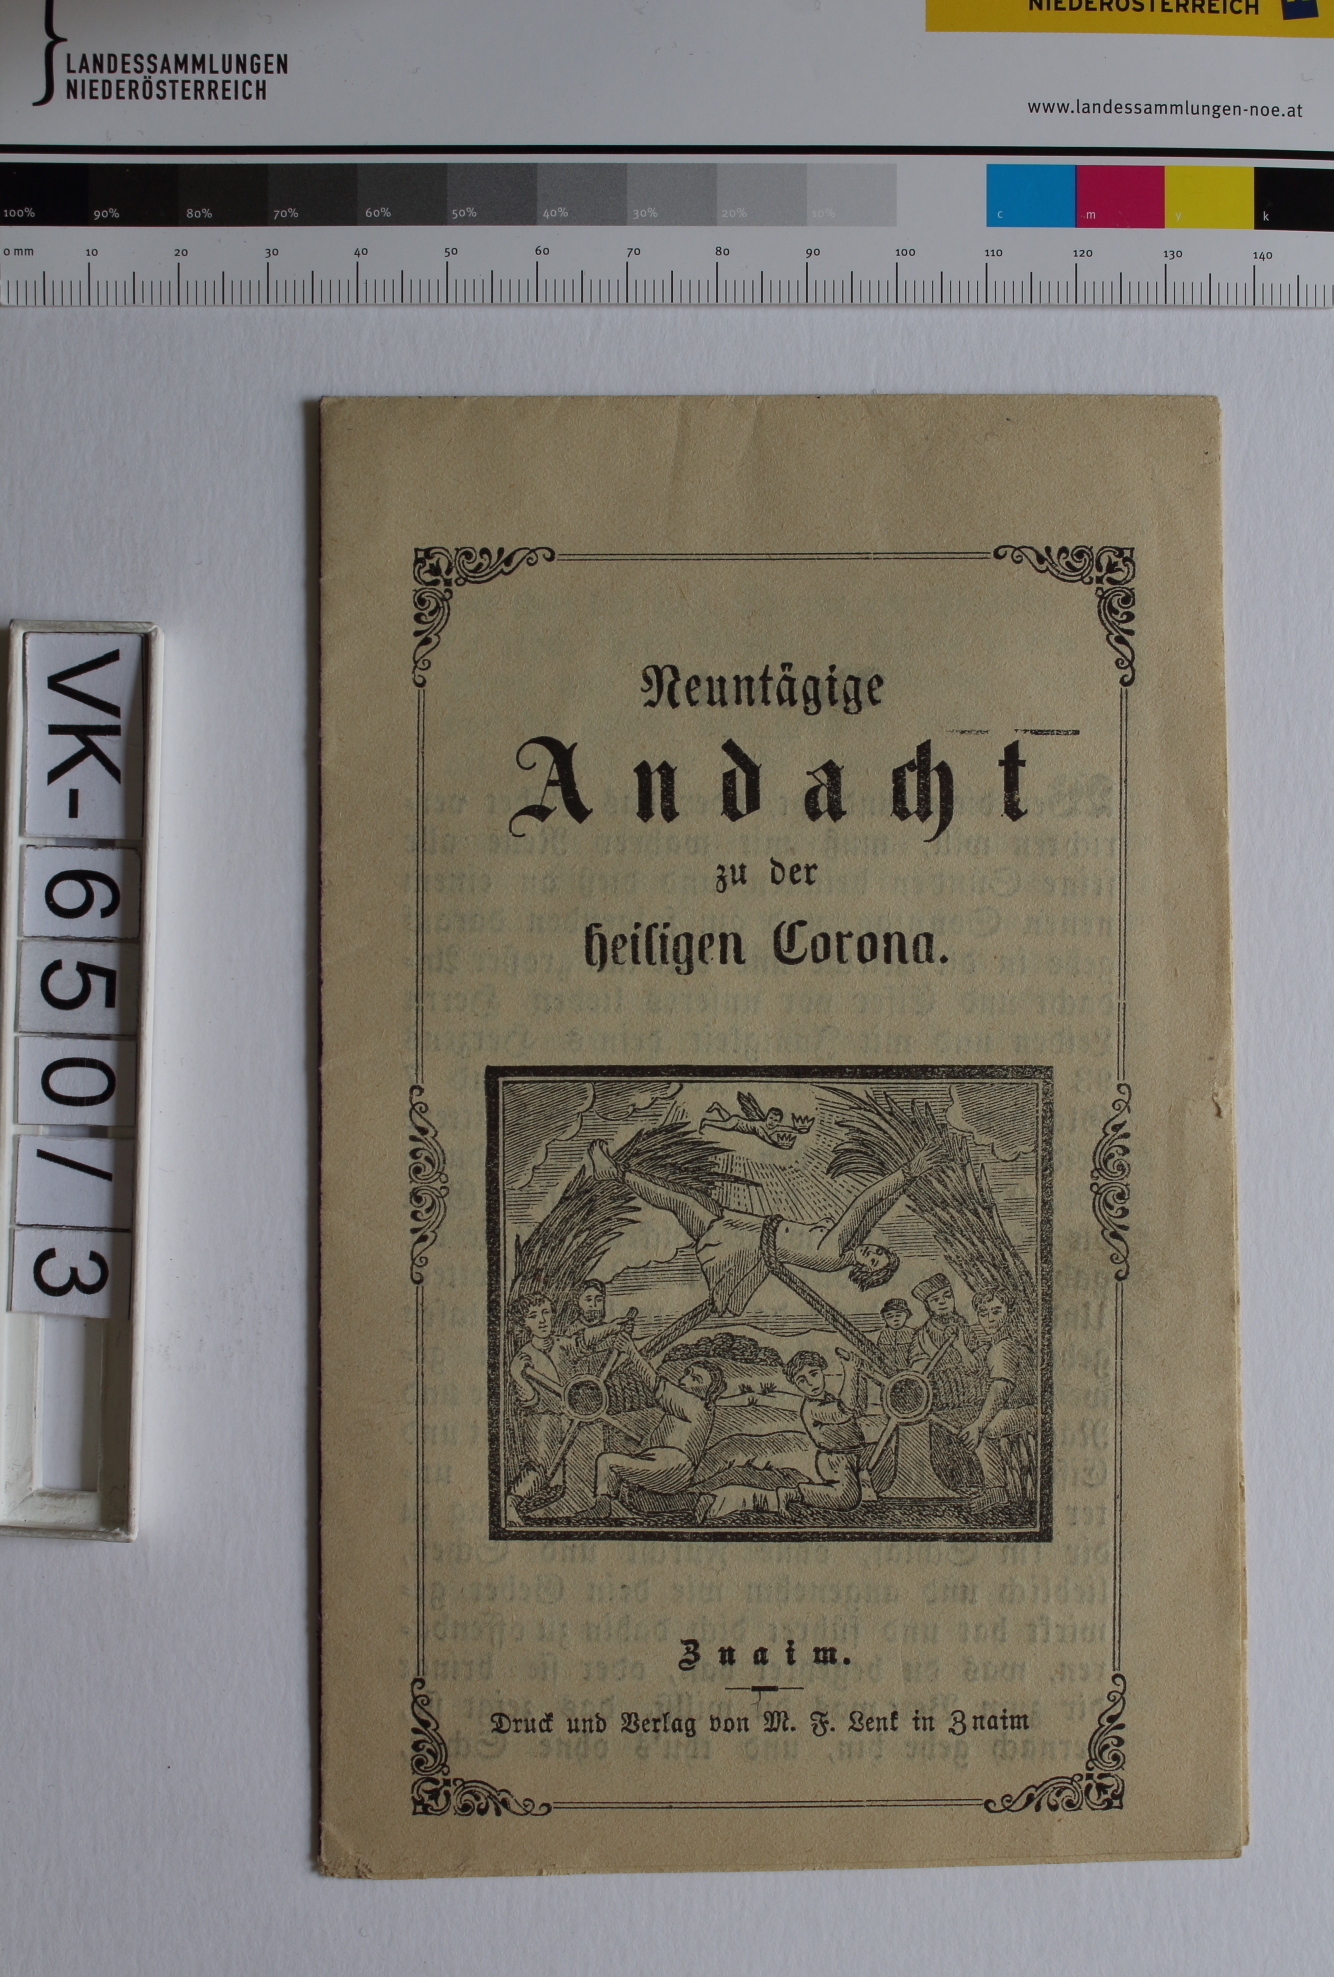 NIEDERÖSTERREICH
LANDESSAMMLUNGEN
NIEDERÖSTERREICH
www.landessammlungen-noe.at
100% 90% 80% 70% 60% 50% 40% 30% 20% 10% c m y k
0 mm 10 20 30 40 50 60 70 80 90 100 110 120 130 140
VK-650/3
Neuntägige
Andacht
zu der
heiligen Corona.
Znaim.
Druck und Verlag von M. F. Lenk in Znaim